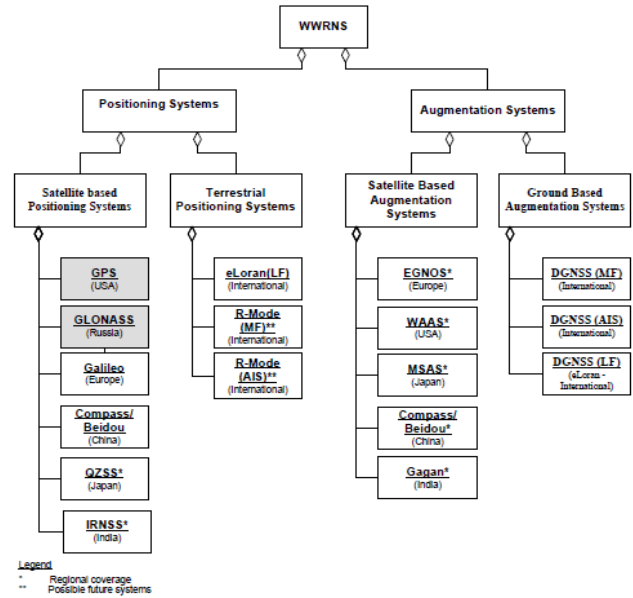 WWRNS
Positioning Systems
Augmentation Systems
Satellite based
Positioning Systems
Terrestrial
Positioning Systems
Satellite Based
Augmentation
Systems
Ground Based
Augmentation Systems
GPS
(USA)
GLONASS
(Russia)
Galileo
(Europe)
Compass/
Beidou
(China)
QZSS*
(Japan)
IRNSS*
(India)
eLoran(LF)
(International)
R-Mode
(MF)**
(International)
R-Mode
(AIS)**
(International)
EGNOS*
(Europe)
WAAS*
(USA)
MSAS*
(Japan)
Compass/
Beidou*
(China)
Gagan*
(India)
DGNSS (MF)
(International)
DGNSS (AIS)
(International)
DGNSS (LF)
(eLoran -
International)
Legend
* Regional coverage
** Possible future systems